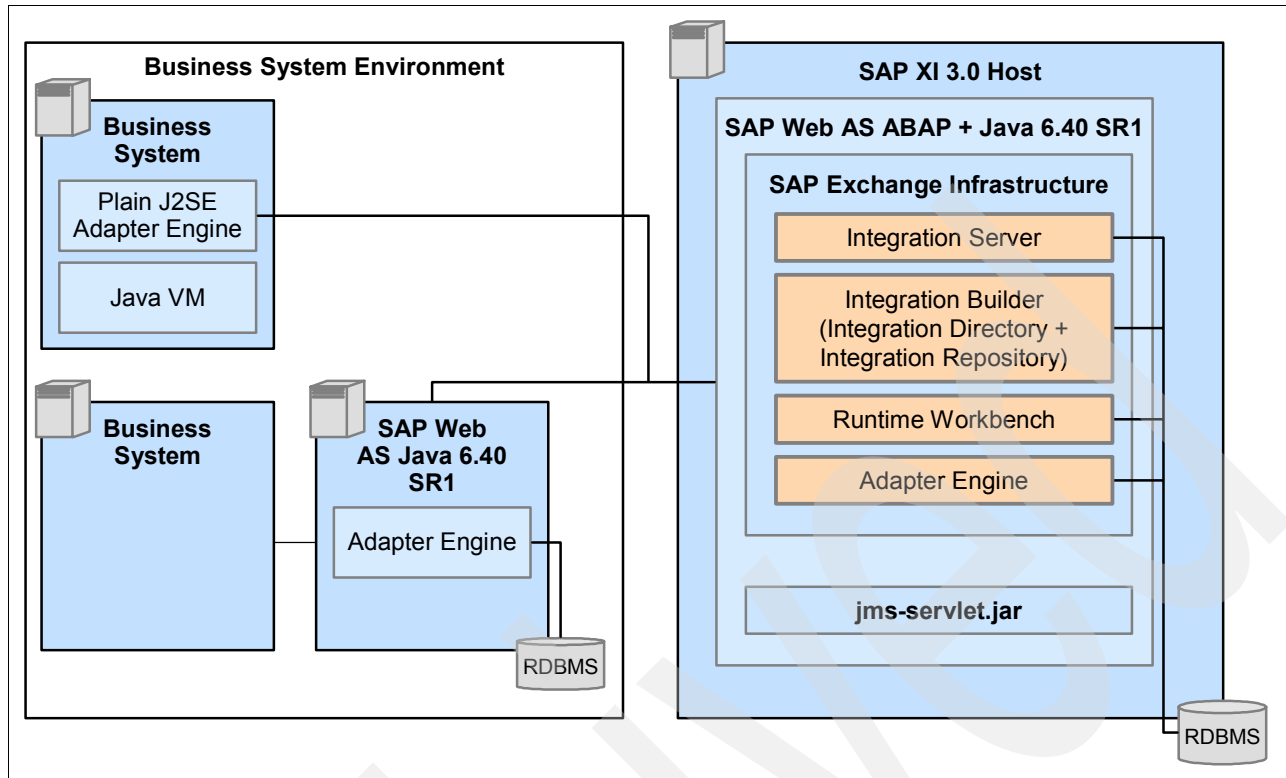 Business System Environment
Business
System
Plain J2SE
Adapter Engine
Java VM
Business
System
SAP Web
AS Java 6.40
SR1
Adapter Engine
RDBMS
SAP XI 3.0 Host
SAP Web AS ABAP + Java 6.40 SR1
SAP Exchange Infrastructure
Integration Server
Integration Builder
(Integration Directory +
Integration Repository)
Runtime Workbench
Adapter Engine
jms-servlet.jar
RDBMS